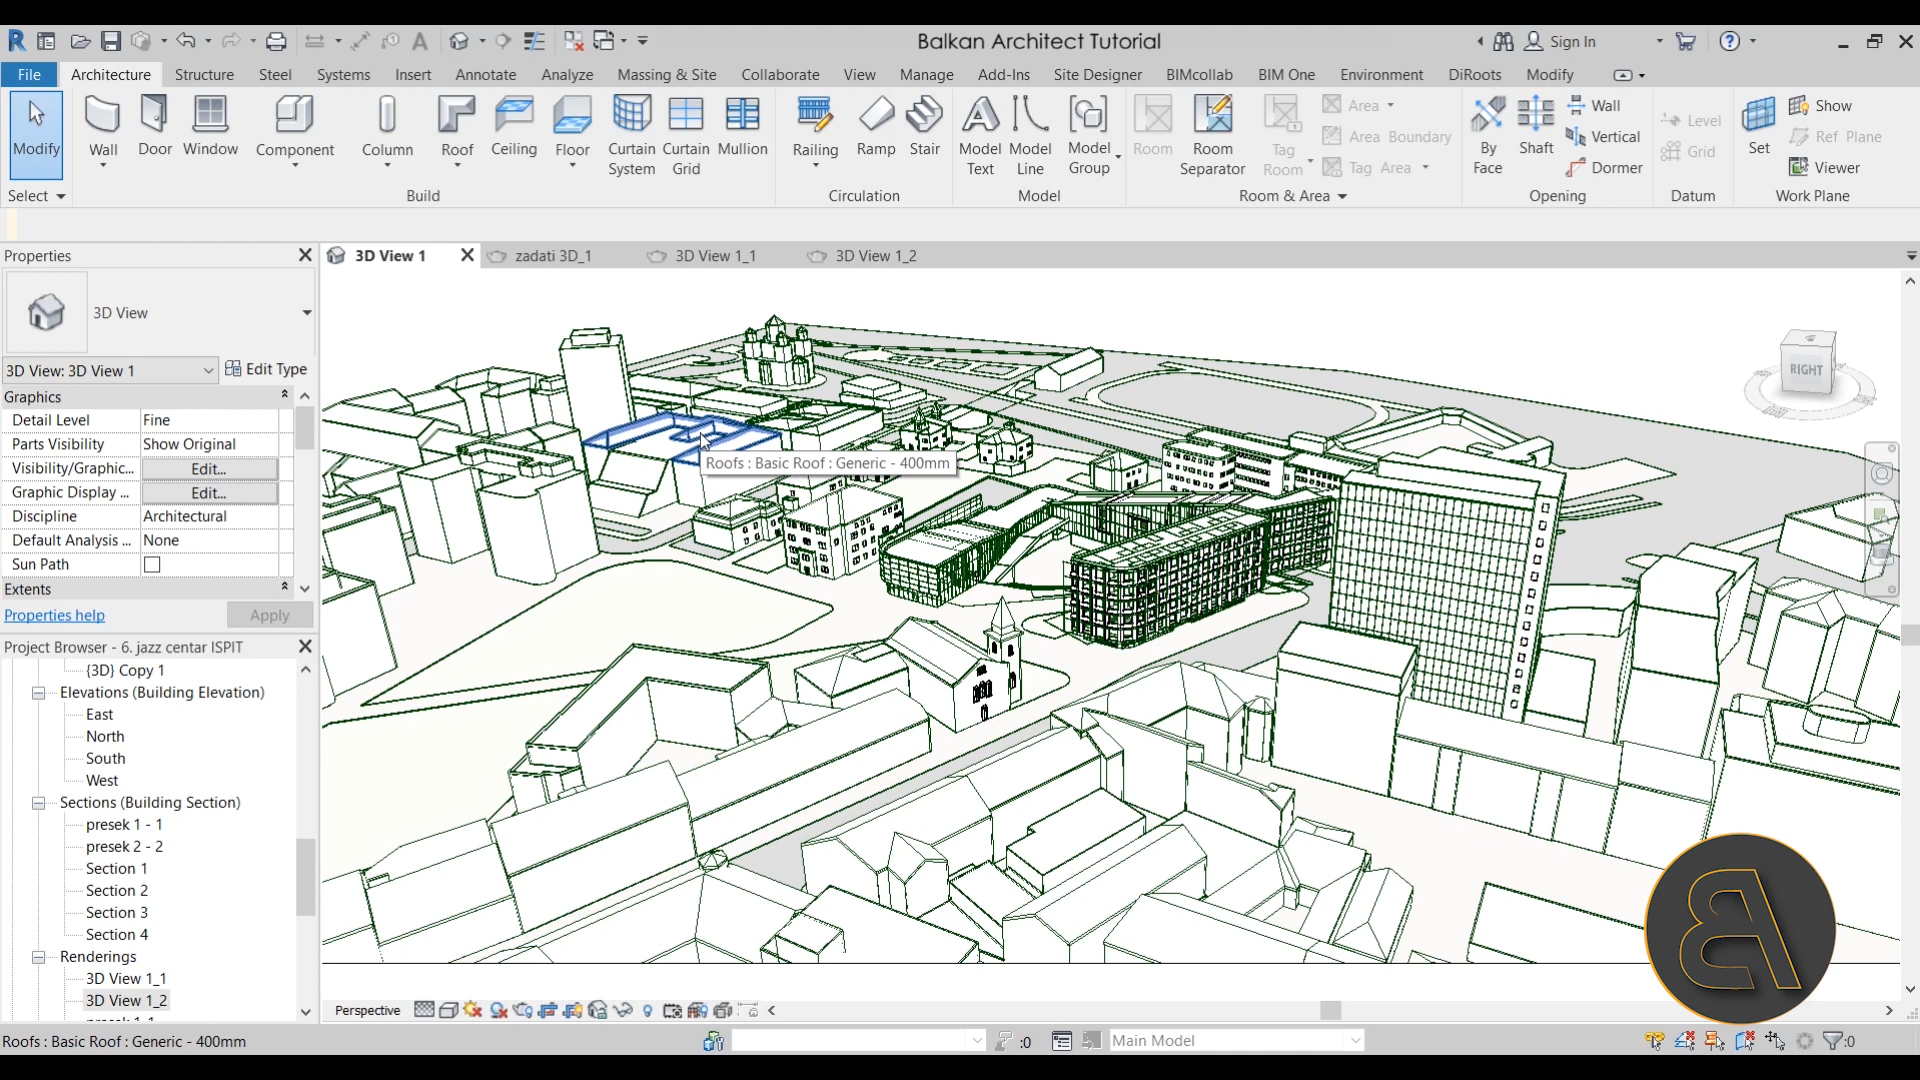 Balkan Architect Tutorial
Sign In
File Architecture Structure Steel Systems Insert Annotate Analyze Massing & Site Collaborate View Manage Add-Ins Site Designer BIMcollab BIM One Environment DiRoots Modify
Modify
Wall
Door
Window
Component
Column
Roof
Ceiling
Floor
Curtain System
Curtain Grid
Mullion
Railing
Ramp
Stair
Model Text
Model Line
Model Group
Room
Room Separator
Tag Room
Area
Area Boundary
Tag Area
By Face
Shaft
Wall
Vertical
Dormer
Level
Grid
Set
Show
Ref Plane
Viewer
Select
Build
Circulation
Model
Room & Area
Opening
Datum
Work Plane
Properties
3D View 1
zadati 3D_1
3D View 1_1
3D View 1_2
3D View
3D View: 3D View 1
Edit Type
Graphics
Detail Level Fine
Parts Visibility Show Original
Visibility/Graphic... Edit...
Graphic Display ... Edit...
Discipline Architectural
Default Analysis ... None
Sun Path
Extents
Properties help
Apply
Project Browser - 6. jazz centar ISPIT
{3D} Copy 1
Elevations (Building Elevation)
East
North
South
West
Sections (Building Section)
presek 1 - 1
presek 2 - 2
Section 1
Section 2
Section 3
Section 4
Renderings
3D View 1_1
3D View 1_2
RIGHT
Roofs : Basic Roof : Generic - 400mm
Perspective
Roofs : Basic Roof : Generic - 400mm
:0
Main Model
:0